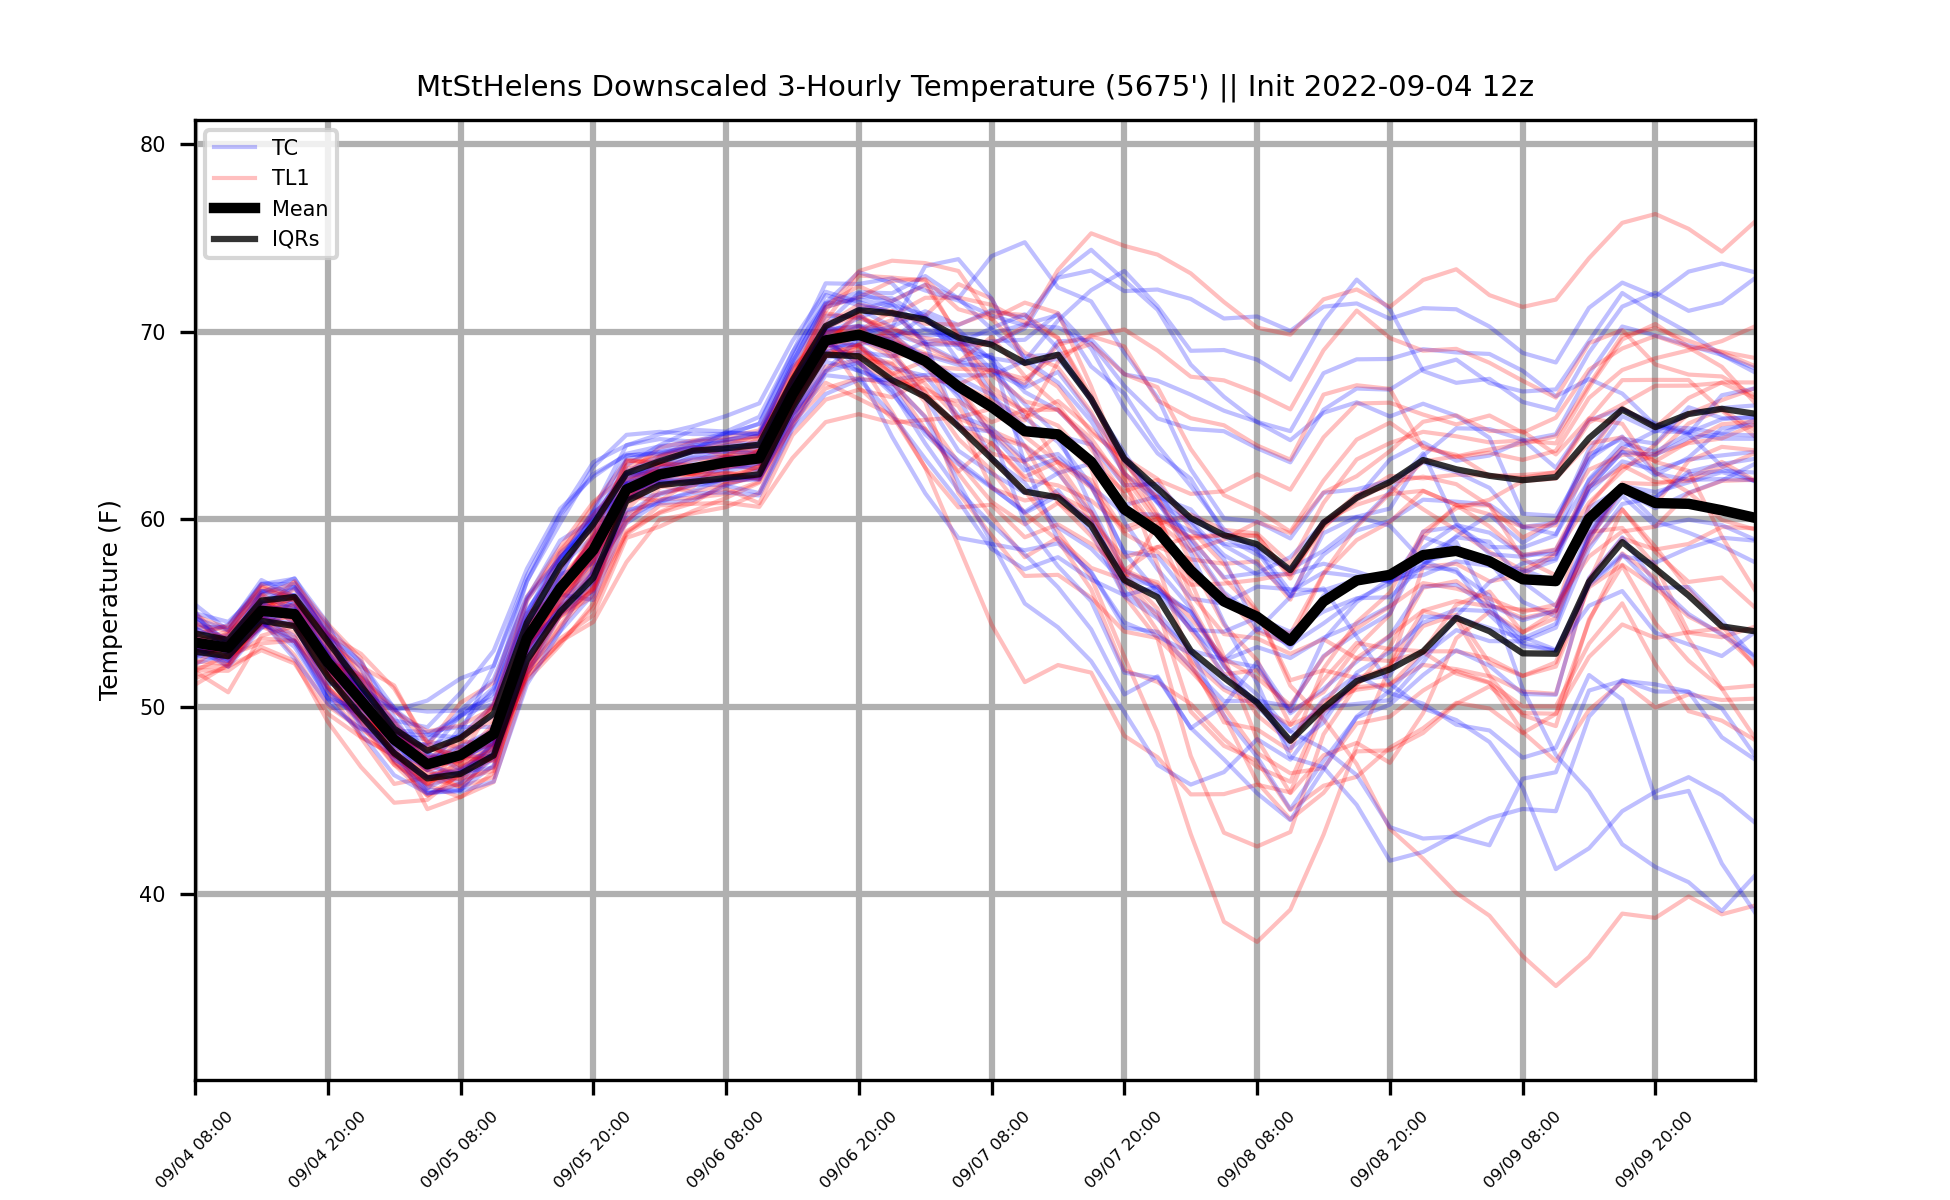 MtStHelens Downscaled 3-Hourly Temperature (5675') || Init 2022-09-04 12z
TC
TL1
Mean
IQRs
Temperature (F)
80
70
60
50
40
09/04 08:00
09/04 20:00
09/05 08:00
09/05 20:00
09/06 08:00
09/06 20:00
09/07 08:00
09/07 20:00
09/08 08:00
09/08 20:00
09/09 08:00
09/09 20:00